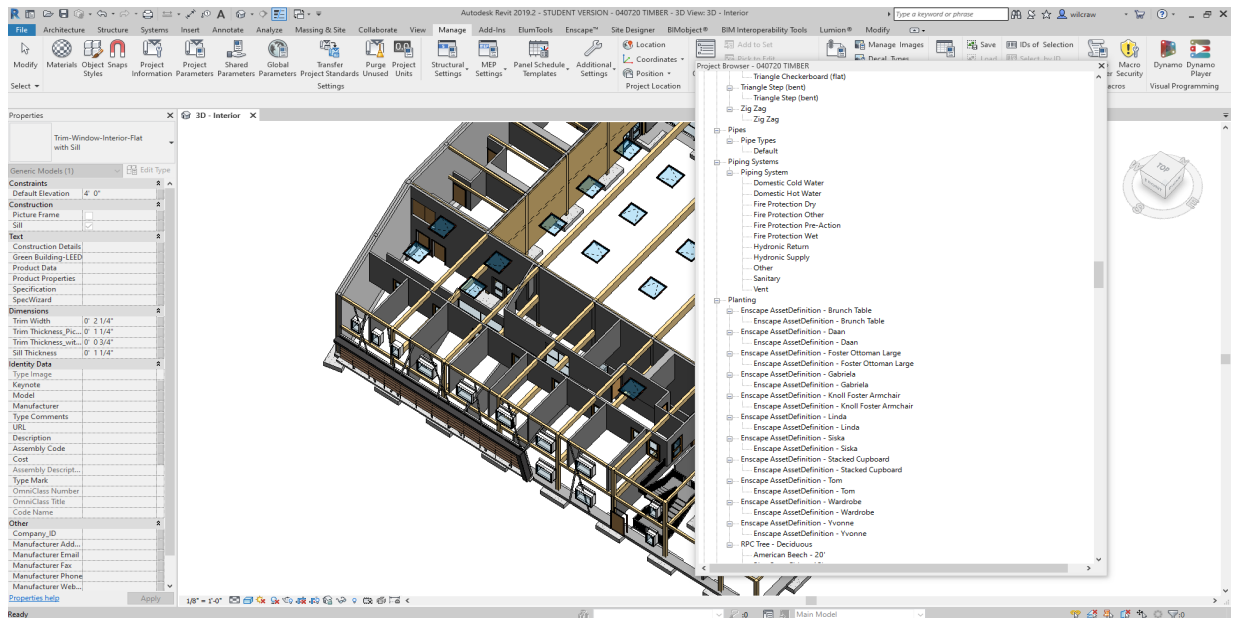 Autodesk Revit 2019.2 - STUDENT VERSION - 040720 TIMBER - 3D View: 3D - Interior
Type a keyword or phrase
wilcraw
File Architecture Structure Systems Insert Annotate Analyze Massing & Site Collaborate View Manage Add-Ins ElumTools Enscape™ Site Designer BIMobject® BIM Interoperability Tools Lumion® Modify
Modify Materials Object Styles Snaps Project Information Project Parameters Shared Parameters Global Parameters Transfer Project Standards Purge Unused Project Units Structural Settings MEP Settings Panel Schedule Templates Additional Settings
Location
Coordinates
Position
Add to Set
Pick to Edit
Manage Images
Decal Types
Save
Load
IDs of Selection
Select by ID
Macro Security
Dynamo
Dynamo Player
Select
Settings
Project Location
Visual Programming
Properties
Trim-Window-Interior-Flat
with Sill
Generic Models (1)
Edit Type
Constraints
Default Elevation 4' 0"
Construction
Picture Frame
Sill
Text
Construction Details
Green Building-LEED
Product Data
Product Properties
Specification
SpecWizard
Dimensions
Trim Width 0' 2 1/4"
Trim Thickness_Pic... 0' 1 1/4"
Trim Thickness_wit... 0' 0 3/4"
Sill Thickness 0' 1 1/4"
Identity Data
Type Image
Keynote
Model
Manufacturer
Type Comments
URL
Description
Assembly Code
Cost
Assembly Descript...
Type Mark
OmniClass Number
OmniClass Title
Code Name
Other
Company_ID
Manufacturer Add...
Manufacturer Email
Manufacturer Fax
Manufacturer Phone
Manufacturer Web...
Properties help
Apply
3D - Interior
Project Browser - 040720 TIMBER
Triangle Checkerboard (flat)
Triangle Step (bent)
Triangle Step (bent)
Zig Zag
Zig Zag
Pipes
Pipe Types
Default
Piping Systems
Piping System
Domestic Cold Water
Domestic Hot Water
Fire Protection Dry
Fire Protection Other
Fire Protection Pre-Action
Fire Protection Wet
Hydronic Return
Hydronic Supply
Other
Sanitary
Vent
Planting
Enscape AssetDefinition - Brunch Table
Enscape AssetDefinition - Brunch Table
Enscape AssetDefinition - Daan
Enscape AssetDefinition - Daan
Enscape AssetDefinition - Foster Ottoman Large
Enscape AssetDefinition - Foster Ottoman Large
Enscape AssetDefinition - Gabriela
Enscape AssetDefinition - Gabriela
Enscape AssetDefinition - Knoll Foster Armchair
Enscape AssetDefinition - Knoll Foster Armchair
Enscape AssetDefinition - Linda
Enscape AssetDefinition - Linda
Enscape AssetDefinition - Siska
Enscape AssetDefinition - Siska
Enscape AssetDefinition - Stacked Cupboard
Enscape AssetDefinition - Stacked Cupboard
Enscape AssetDefinition - Tom
Enscape AssetDefinition - Tom
Enscape AssetDefinition - Wardrobe
Enscape AssetDefinition - Wardrobe
Enscape AssetDefinition - Yvonne
Enscape AssetDefinition - Yvonne
RPC Tree - Deciduous
American Beech - 20'
TOP
1/8" = 1'-0"
Ready
:0
Main Model
:0